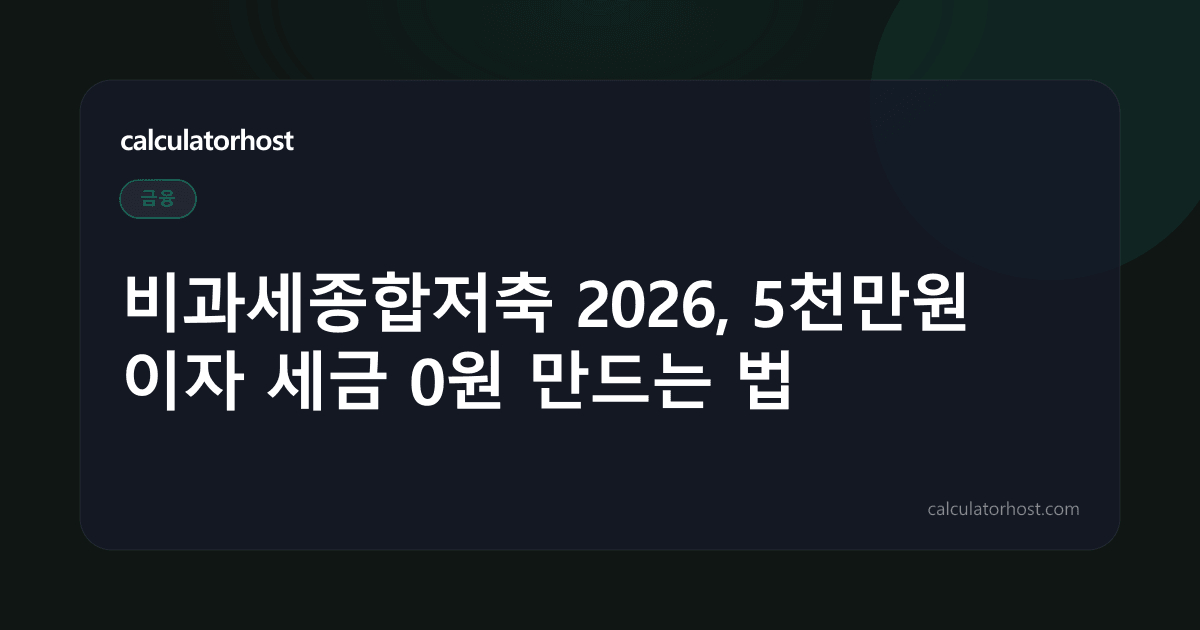 calculatorhost
금융
비과세종합저축 2026, 5천만원
이자 세금 0원 만드는 법
calculatorhost.com